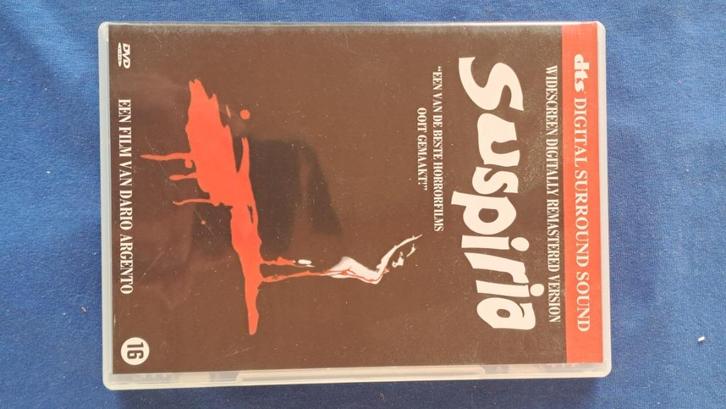 dts DIGITAL SURROUND SOUND
WIDESCREEN DIGITALLY REMASTERED VERSION
Suspiria
"EEN VAN DE BESTE HORRORFILMS
OOIT GEMAAKT!"
EEN FILM VAN DARIO ARGENTO
DVD
16